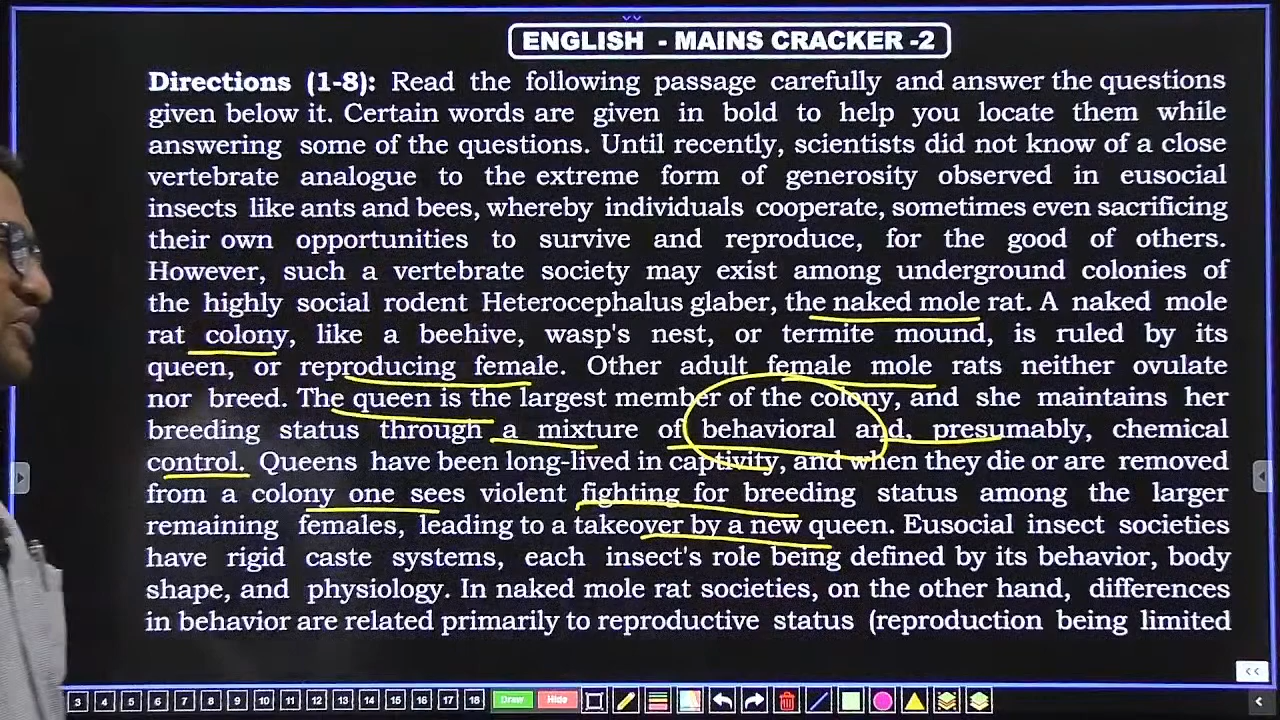 ENGLISH - MAINS CRACKER -2
Directions (1-8): Read the following passage carefully and answer the questions
given below it. Certain words are given in bold to help you locate them while
answering some of the questions. Until recently, scientists did not know of a close
vertebrate analogue to the extreme form of generosity observed in eusocial
insects like ants and bees, whereby individuals cooperate, sometimes even sacrificing
their own opportunities to survive and reproduce, for the good of others.
However, such a vertebrate society may exist among underground colonies of
the highly social rodent Heterocephalus glaber, the naked mole rat. A naked mole
rat colony, like a beehive, wasp's nest, or termite mound, is ruled by its
queen, or reproducing female. Other adult female mole rats neither ovulate
nor breed. The queen is the largest member of the colony, and she maintains her
breeding status through a mixture of behavioral and, presumably, chemical
control. Queens have been long-lived in captivity, and when they die or are removed
from a colony one sees violent fighting for breeding status among the larger
remaining females, leading to a takeover by a new queen. Eusocial insect societies
have rigid caste systems, each insect's role being defined by its behavior, body
shape, and physiology. In naked mole rat societies, on the other hand, differences
in behavior are related primarily to reproductive status (reproduction being limited
<<
3 4 5 6 7 8 9 10 11 12 13 14 15 16 17 18 Draw Hide